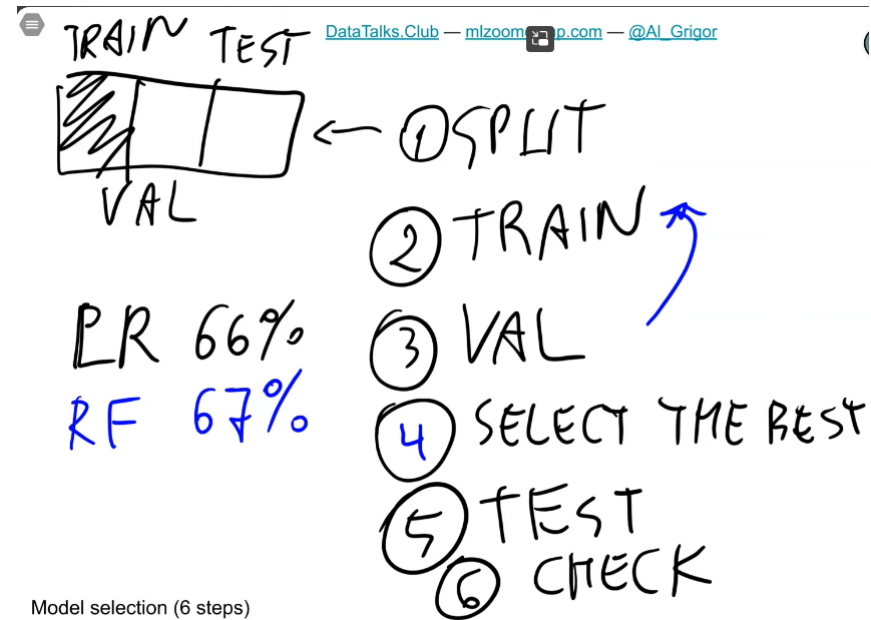 TRAIN TEST
DataTalks.Club — mlzoom p.com — @Al_Grigor
VAL
① SPLIT
② TRAIN
③ VAL
④ SELECT THE BEST
⑤ TEST
⑥ CHECK
LR 66%
RF 67%
Model selection (6 steps)